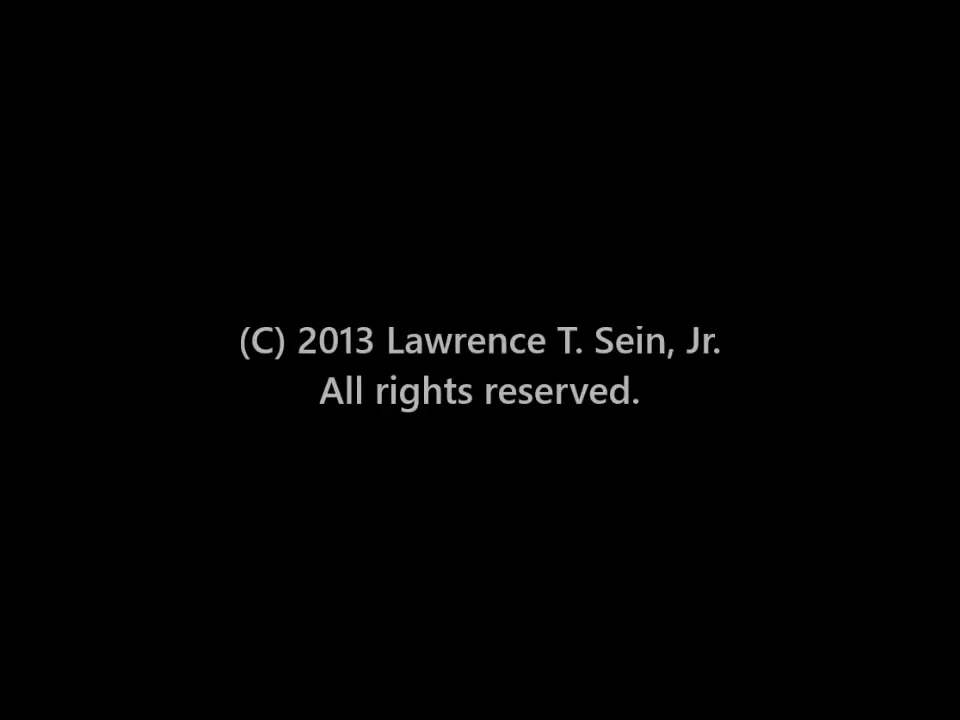 (C) 2013 Lawrence T. Sein, Jr.
All rights reserved.